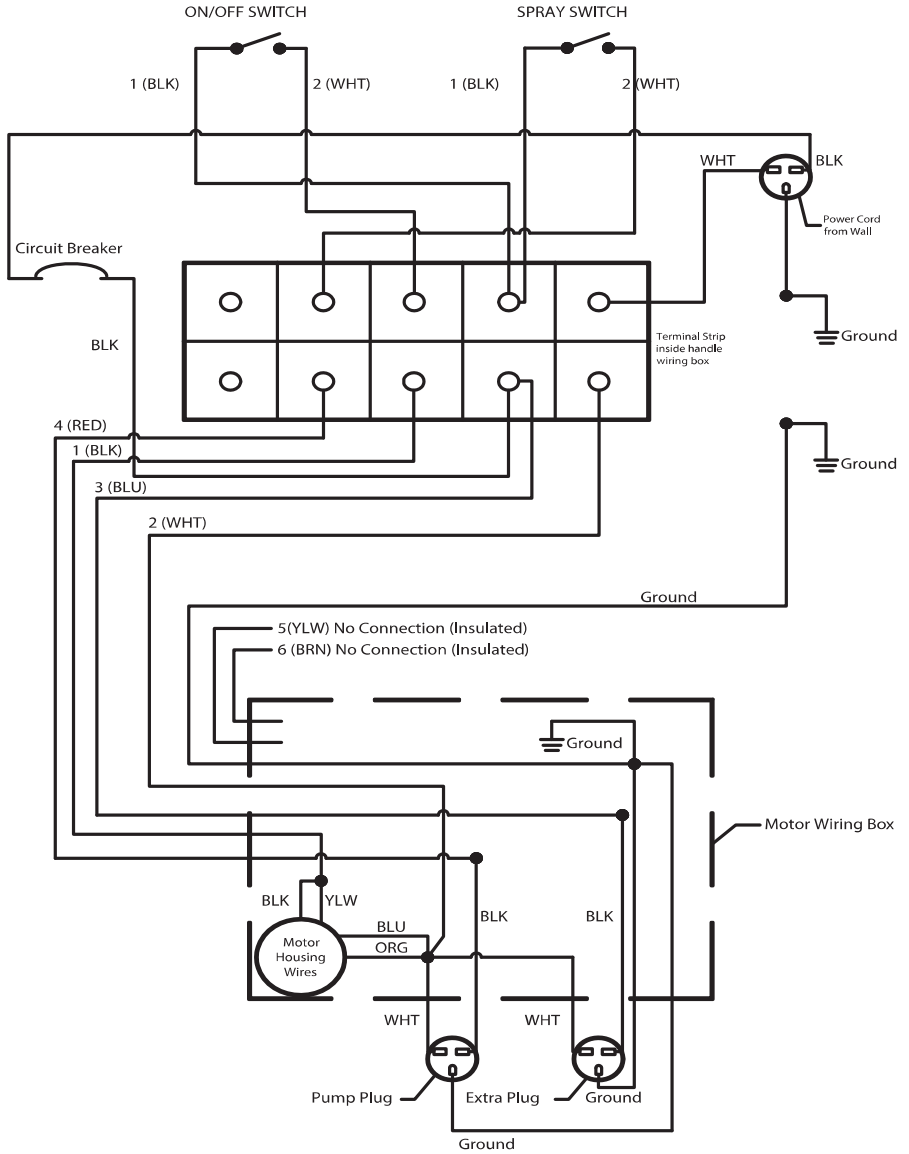 ON/OFF SWITCH
SPRAY SWITCH
1 (BLK)
2 (WHT)
1 (BLK)
2 (WHT)
WHT
BLK
Power Cord
from Wall
Circuit Breaker
BLK
Terminal Strip
inside handle
wiring box
Ground
4 (RED)
1 (BLK)
Ground
3 (BLU)
2 (WHT)
Ground
5(YLW) No Connection (Insulated)
6 (BRN) No Connection (Insulated)
Ground
Motor Wiring Box
BLK
YLW
BLU
BLK
BLK
ORG
Motor
Housing
Wires
WHT
WHT
Pump Plug
Extra Plug
Ground
Ground